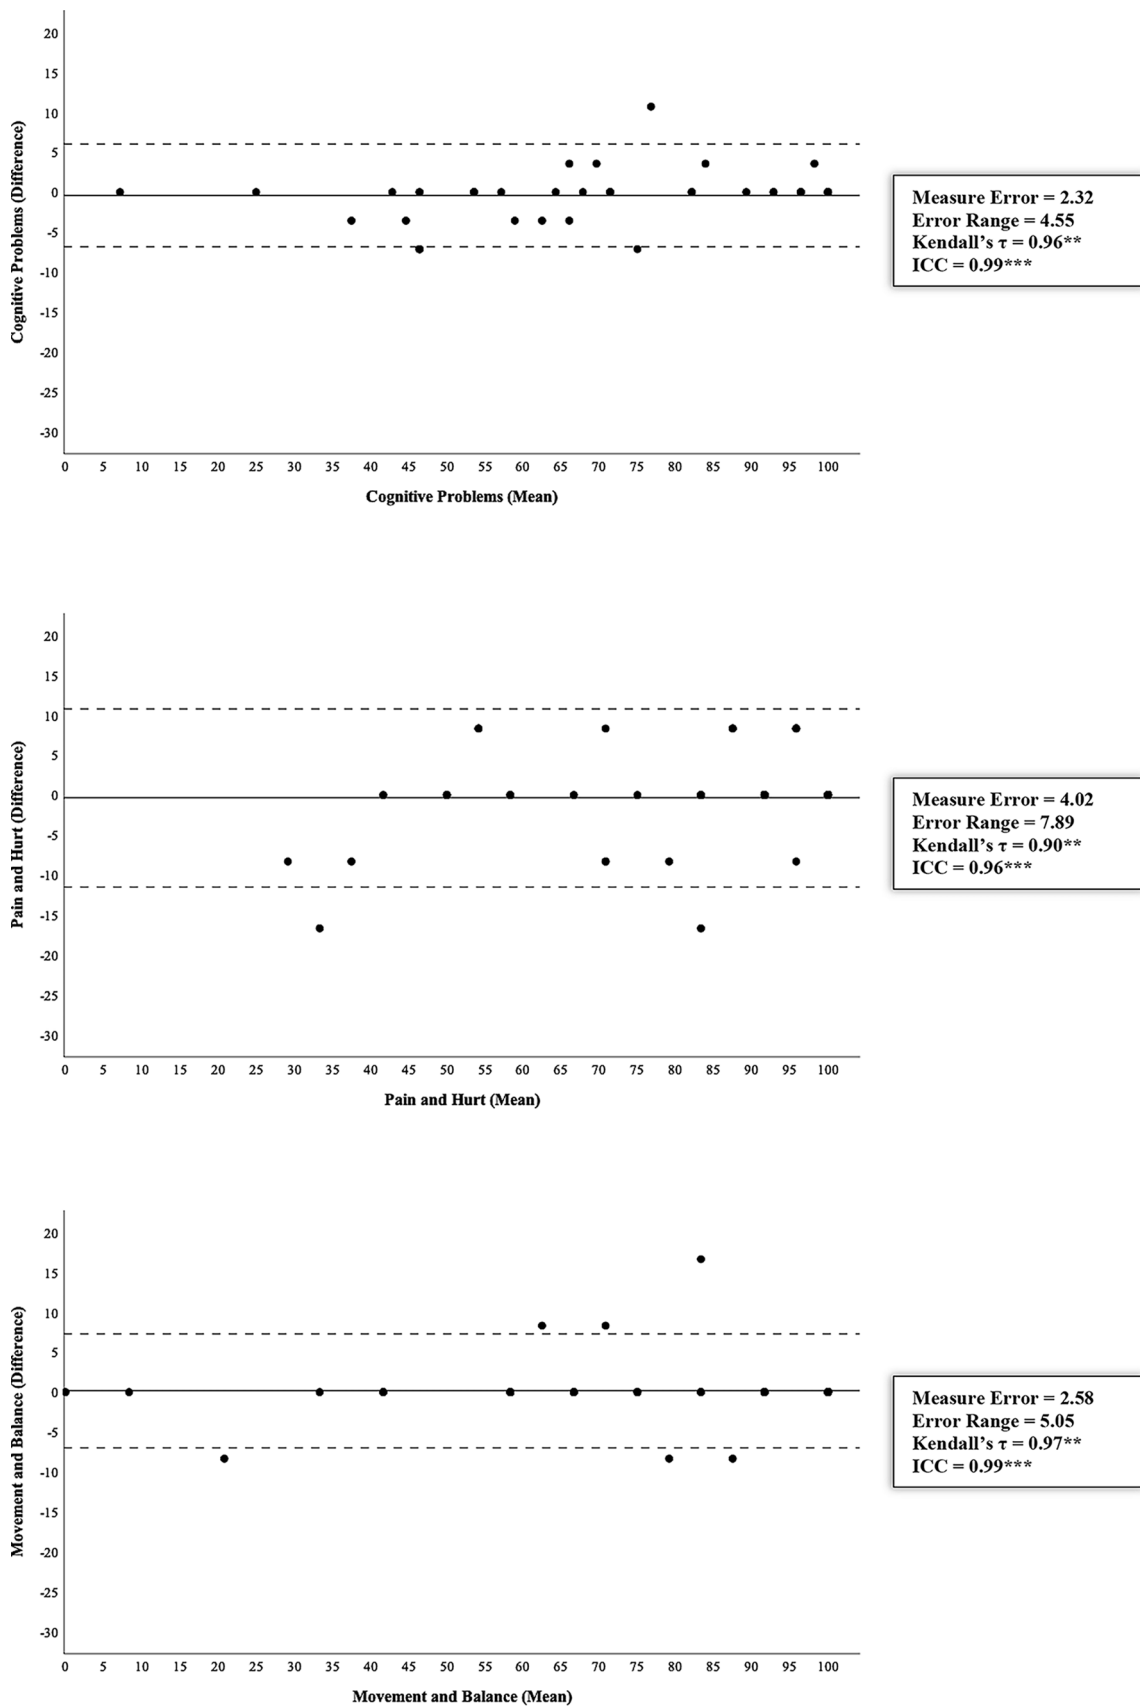 20
15
10
5
0
-5
-10
-15
-20
-25
-30
Cognitive Problems (Difference)
0 5 10 15 20 25 30 35 40 45 50 55 60 65 70 75 80 85 90 95 100
Cognitive Problems (Mean)
Measure Error = 2.32
Error Range = 4.55
Kendall's τ = 0.96**
ICC = 0.99***
20
15
10
5
0
-5
-10
-15
-20
-25
-30
Pain and Hurt (Difference)
0 5 10 15 20 25 30 35 40 45 50 55 60 65 70 75 80 85 90 95 100
Pain and Hurt (Mean)
Measure Error = 4.02
Error Range = 7.89
Kendall's τ = 0.90**
ICC = 0.96***
20
15
10
5
0
-5
-10
-15
-20
-25
-30
Movement and Balance (Difference)
0 5 10 15 20 25 30 35 40 45 50 55 60 65 70 75 80 85 90 95 100
Movement and Balance (Mean)
Measure Error = 2.58
Error Range = 5.05
Kendall's τ = 0.97**
ICC = 0.99***